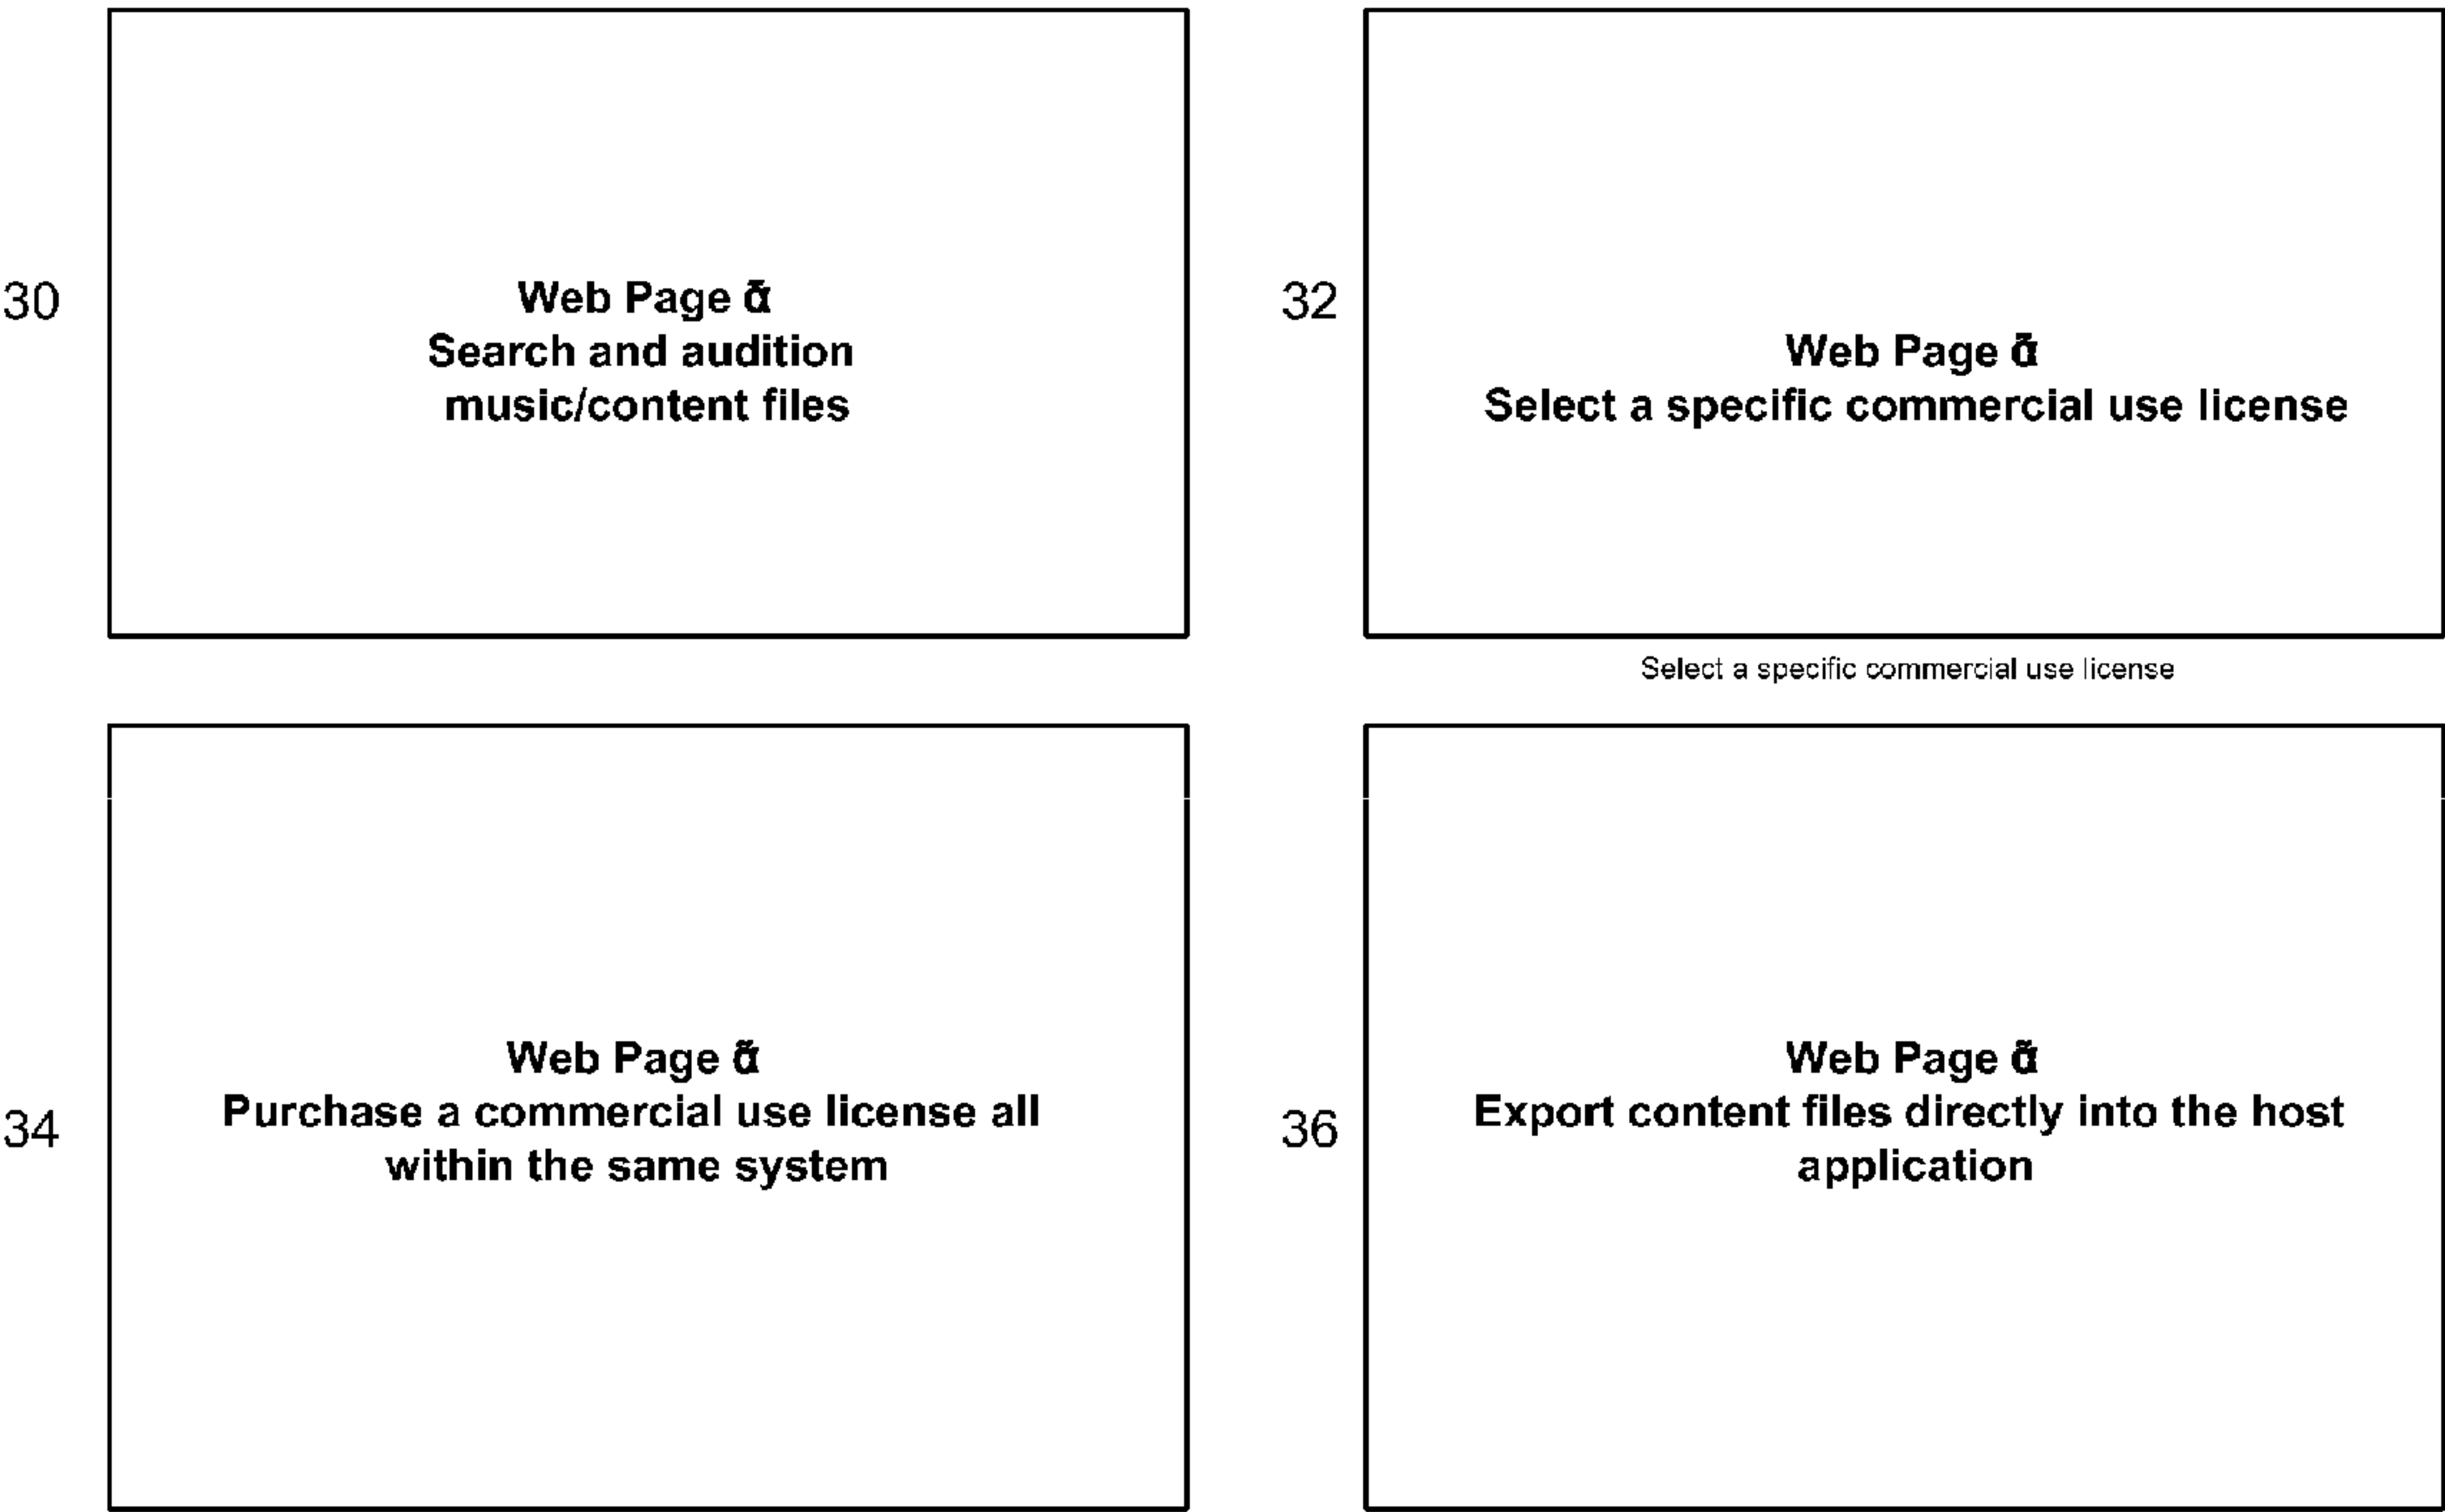 30
Web Page
Search and audition
music/content files
32
Web Page
Select a specific commercial use license
Select a specific commercial use license
34
Web Page
Purchase a commercial use license all
within the same system
36
Web Page
Export content files directly into the host
application